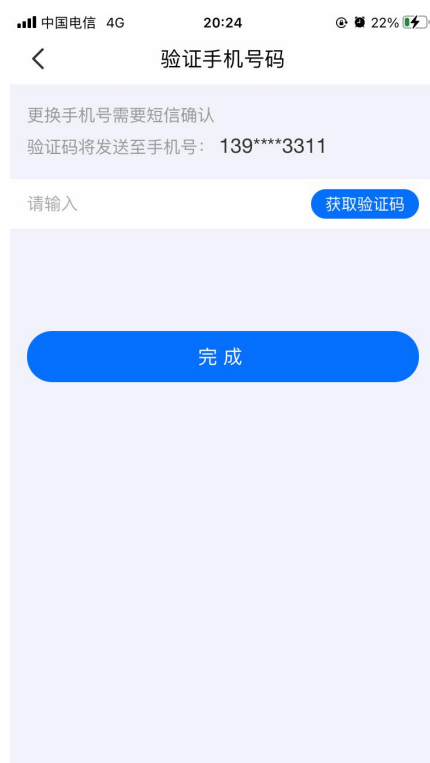 中国电信 4G 20:24 22%
验证手机号码
更换手机号需要短信确认
验证码将发送至手机号: 139****3311
请输入 获取验证码
完成